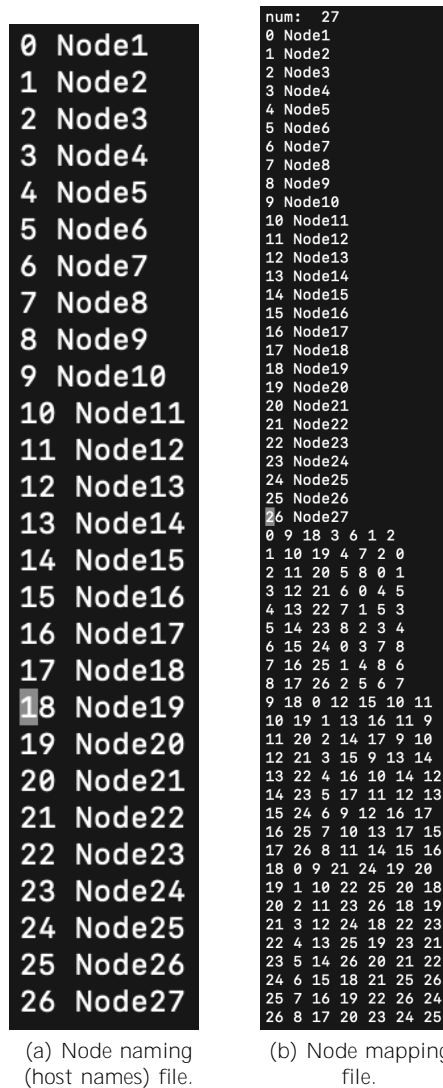 0 Node1
1 Node2
2 Node3
3 Node4
4 Node5
5 Node6
6 Node7
7 Node8
8 Node9
9 Node10
10 Node11
11 Node12
12 Node13
13 Node14
14 Node15
15 Node16
16 Node17
17 Node18
18 Node19
19 Node20
20 Node21
21 Node22
22 Node23
23 Node24
24 Node25
25 Node26
26 Node27
(a) Node naming
(host names) file.
num: 27
0 Node1
1 Node2
2 Node3
3 Node4
4 Node5
5 Node6
6 Node7
7 Node8
8 Node9
9 Node10
10 Node11
11 Node12
12 Node13
13 Node14
14 Node15
15 Node16
16 Node17
17 Node18
18 Node19
19 Node20
20 Node21
21 Node22
22 Node23
23 Node24
24 Node25
25 Node26
26 Node27
0 9 18 3 6 1 2
1 10 19 4 7 2 0
2 11 20 5 8 0 1
3 12 21 6 0 4 5
4 13 22 7 1 5 3
5 14 23 8 2 3 4
6 15 24 0 3 7 8
7 16 25 1 4 8 6
8 17 26 2 5 6 7
9 18 0 12 15 10 11
10 19 1 13 16 11 9
11 20 2 14 17 9 10
12 21 3 15 9 13 14
13 22 4 16 10 14 12
14 23 5 17 11 12 13
15 24 6 9 12 16 17
16 25 7 10 13 17 15
17 26 8 11 14 15 16
18 0 9 21 24 19 20
19 1 10 22 25 20 18
20 2 11 23 26 18 19
21 3 12 24 18 22 23
22 4 13 25 19 23 21
23 5 14 26 20 21 22
24 6 15 18 21 25 26
25 7 16 19 22 26 24
26 8 17 20 23 24 25
(b) Node mapping
file.